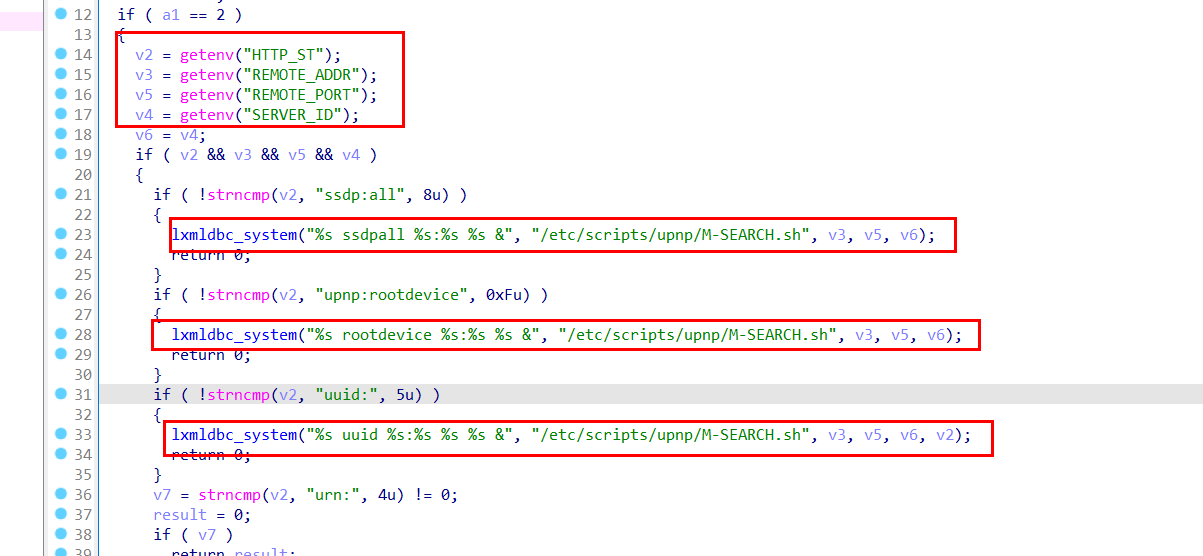 12 if ( a1 == 2 )
13 {
14 v2 = getenv("HTTP_ST");
15 v3 = getenv("REMOTE_ADDR");
16 v5 = getenv("REMOTE_PORT");
17 v4 = getenv("SERVER_ID");
18 v6 = v4;
19 if ( v2 && v3 && v5 && v4 )
20 {
21 if ( !strncmp(v2, "ssdp:all", 8u) )
22 {
23 lxmldbc_system("%s ssdpall %s:%s %s &", "/etc/scripts/upnp/M-SEARCH.sh", v3, v5, v6);
24 return 0;
25 }
26 if ( !strncmp(v2, "upnp:rootdevice", 0xFu) )
27 {
28 lxmldbc_system("%s rootdevice %s:%s %s &", "/etc/scripts/upnp/M-SEARCH.sh", v3, v5, v6);
29 return 0;
30 }
31 if ( !strncmp(v2, "uuid:", 5u) )
32 {
33 lxmldbc_system("%s uuid %s:%s %s %s &", "/etc/scripts/upnp/M-SEARCH.sh", v3, v5, v6, v2);
34 return 0;
35 }
36 v7 = strncmp(v2, "urn:", 4u) != 0;
37 result = 0;
38 if ( v7 )
39 return result;